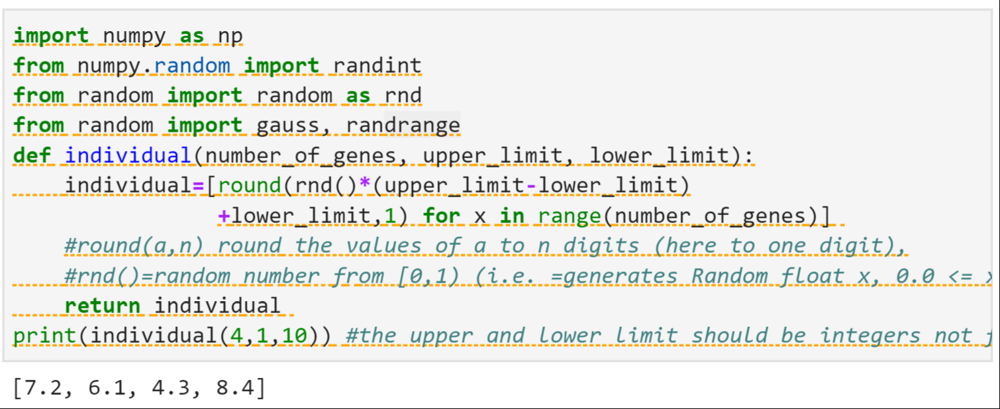 import numpy as np
from numpy.random import randint
from random import random as rnd
from random import gauss, randrange
def individual(number_of_genes, upper_limit, lower_limit):
    individual=[round(rnd()*(upper_limit-lower_limit)
                +lower_limit,1) for x in range(number_of_genes)]
    #round(a,n) round the values of a to n digits (here to one digit),
    #rnd()=random number from [0,1) (i.e. =generates Random float x, 0.0 <=
    return individual
print(individual(4,1,10)) #the upper and lower limit should be integers not
[7.2, 6.1, 4.3, 8.4]